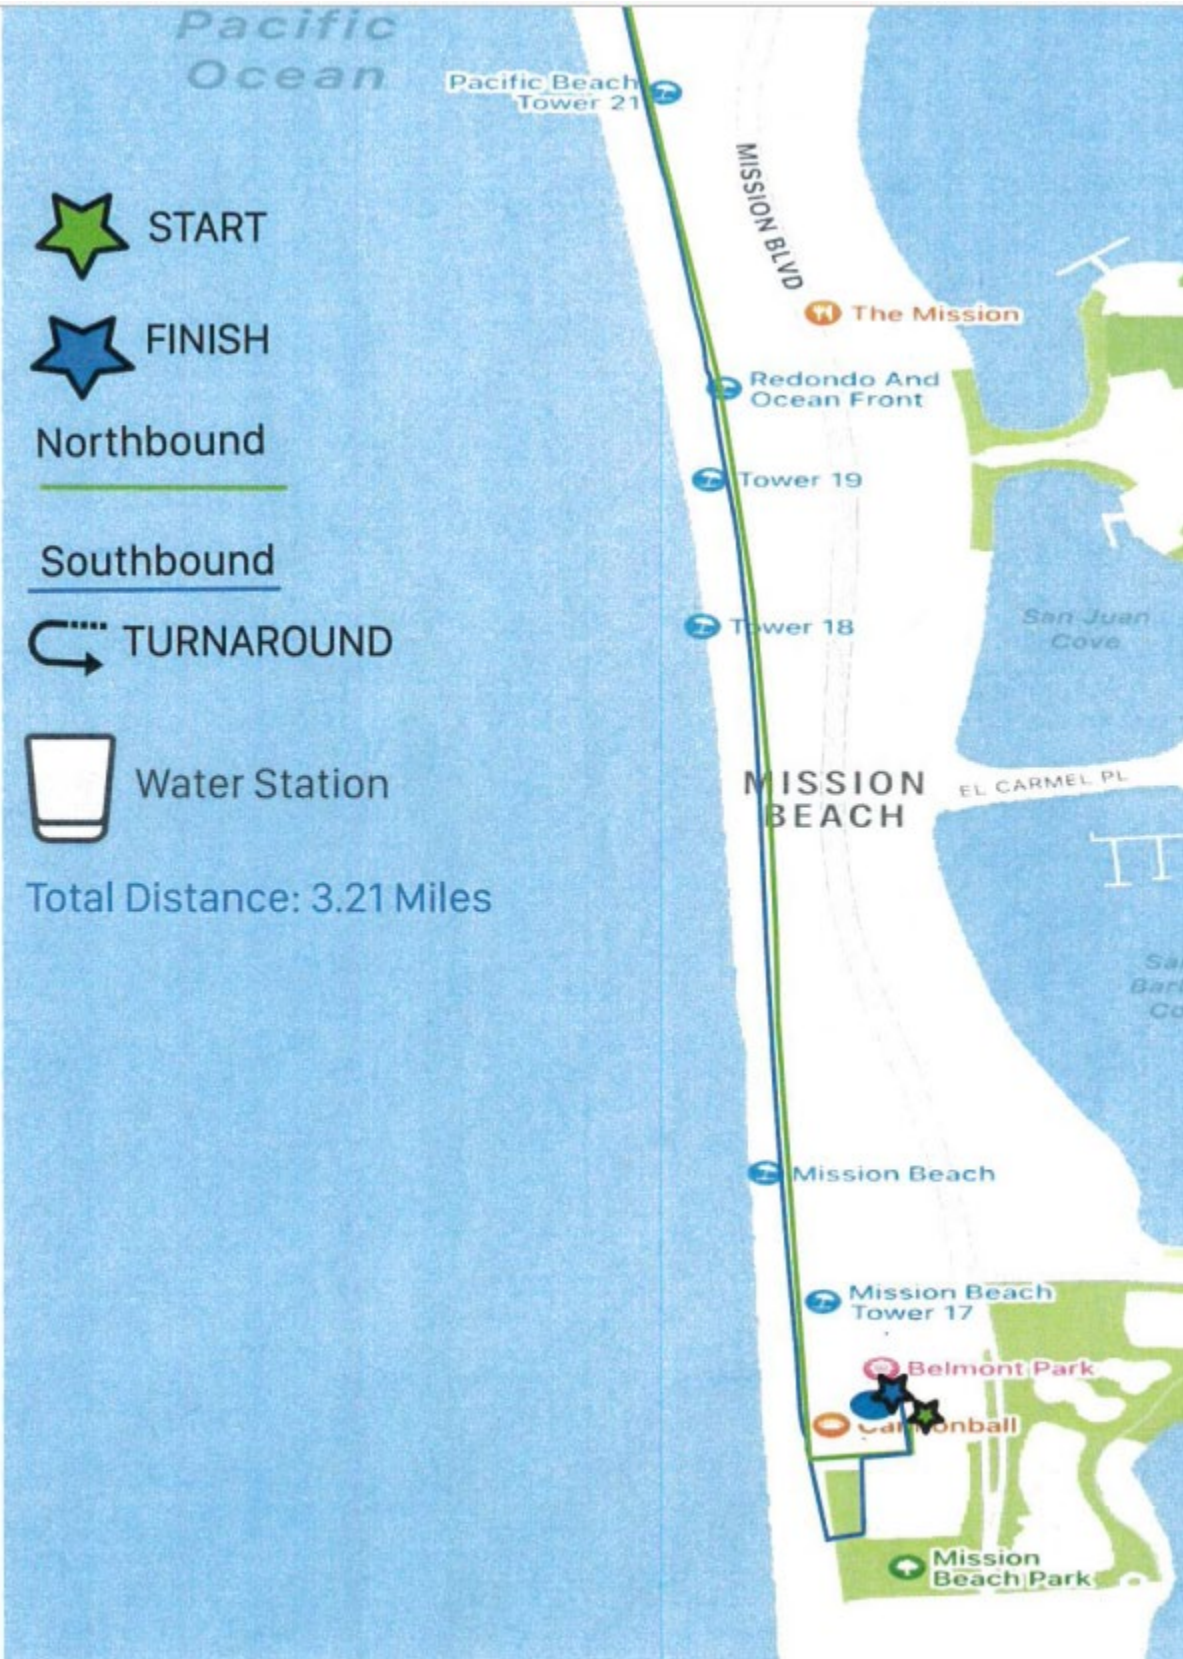 Pacific
Ocean
Pacific Beach
Tower 21
MISSION BLVD
START
The Mission
FINISH
Redondo And
Ocean Front
Northbound
Tower 19
Southbound
Tower 18
San Juan
Cove
TURNAROUND
MISSION
BEACH
EL CARMEL PL
Water Station
Total Distance: 3.21 Miles
Mission Beach
Mission Beach
Tower 17
Belmont Park
Mission
Beach Park